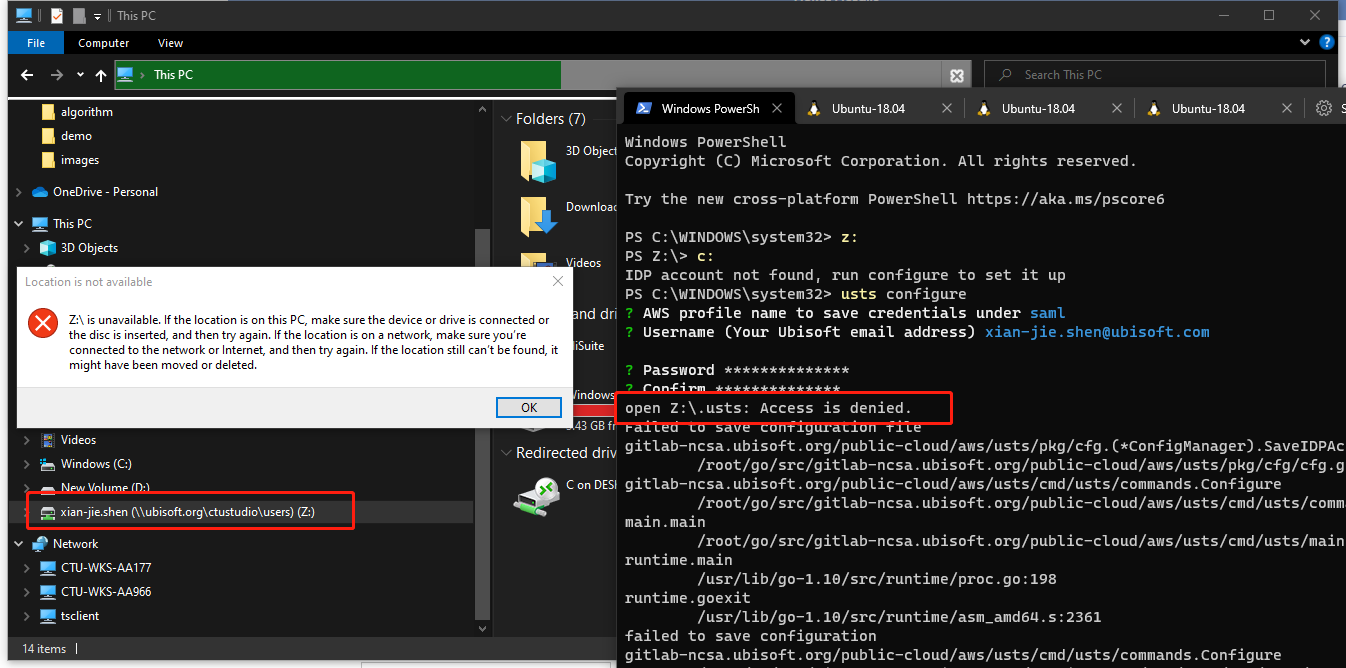 This PC
File
Computer
View
This PC
Search This PC
algorithm
demo
images
OneDrive - Personal
This PC
3D Objects
Folders (7)
3D Object
Download
Videos
Location is not available
Z:\ is unavailable. If the location is on this PC, make sure the device or drive is connected or
the disc is inserted, and then try again. If the location is on a network, make sure you're
connected to the network or Internet, and then try again. If the location still can't be found, it
might have been moved or deleted.
OK
and dri
liSuite
Windows
3.43 GB fr
Redirected driv
C on DESK
Videos
Windows (C:)
New Volume (D:)
xian-jie.shen (\\ubisoft.org\ctustudio\users) (Z:)
Network
CTU-WKS-AA177
CTU-WKS-AA966
tsclient
14 items
Windows PowerSh
Ubuntu-18.04
Ubuntu-18.04
Ubuntu-18.04
Windows PowerShell
Copyright (C) Microsoft Corporation. All rights reserved.
Try the new cross-platform PowerShell https://aka.ms/pscore6
PS C:\WINDOWS\system32> z:
PS Z:\> c:
IDP account not found, run configure to set it up
PS C:\WINDOWS\system32> usts configure
? AWS profile name to save credentials under saml
? Username (Your Ubisoft email address) xian-jie.shen@ubisoft.com
? Password **************
? Confirm **************
open Z:\.usts: Access is denied.
Failed to save configuration file
gitlab-ncsa.ubisoft.org/public-cloud/aws/usts/pkg/cfg.(*ConfigManager).SaveIDPAc
/root/go/src/gitlab-ncsa.ubisoft.org/public-cloud/aws/usts/pkg/cfg/cfg.g
gitlab-ncsa.ubisoft.org/public-cloud/aws/usts/cmd/usts/commands.Configure
/root/go/src/gitlab-ncsa.ubisoft.org/public-cloud/aws/usts/cmd/usts/comm
main.main
/root/go/src/gitlab-ncsa.ubisoft.org/public-cloud/aws/usts/cmd/usts/main
runtime.main
/usr/lib/go-1.10/src/runtime/proc.go:198
runtime.goexit
/usr/lib/go-1.10/src/runtime/asm_amd64.s:2361
failed to save configuration
gitlab-ncsa.ubisoft.org/public-cloud/aws/usts/cmd/usts/commands.Configure